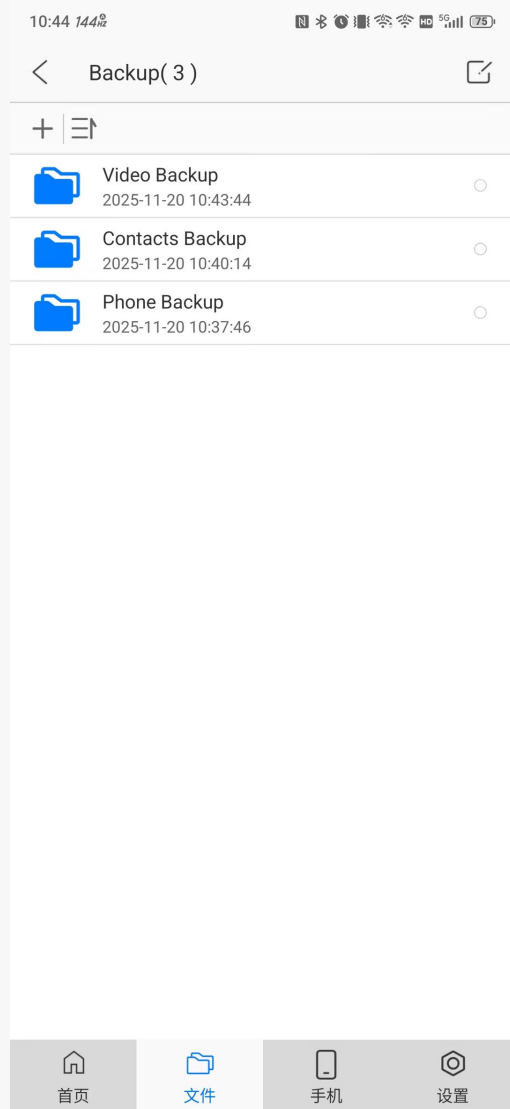 10:44 144Hz HD 5G 75
Backup( 3 )
Video Backup
2025-11-20 10:43:44
Contacts Backup
2025-11-20 10:40:14
Phone Backup
2025-11-20 10:37:46
首页 文件 手机 设置